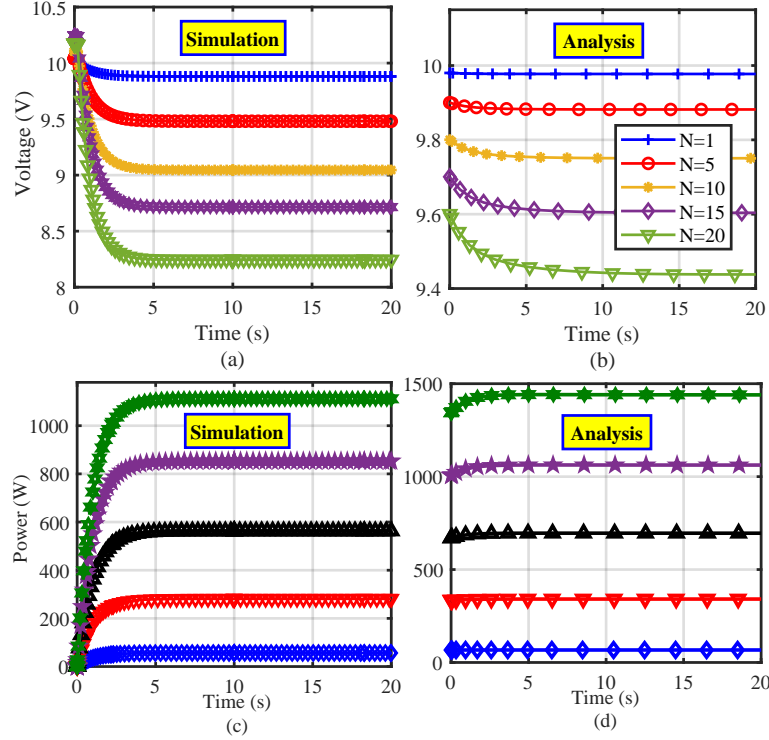 Simulation
Voltage (V)
10.5
10
9.5
9
8.5
8
0 5 10 15 20
Time (s)
(a)
Analysis
10
9.8
9.6
9.4
N=1
N=5
N=10
N=15
N=20
0 5 10 15 20
Time (s)
(b)
Simulation
Power (W)
1000
800
600
400
200
0
0 5 10 15 20
Time (s)
(c)
Analysis
1500
1000
500
0
0 5 10 15 20
Time (s)
(d)